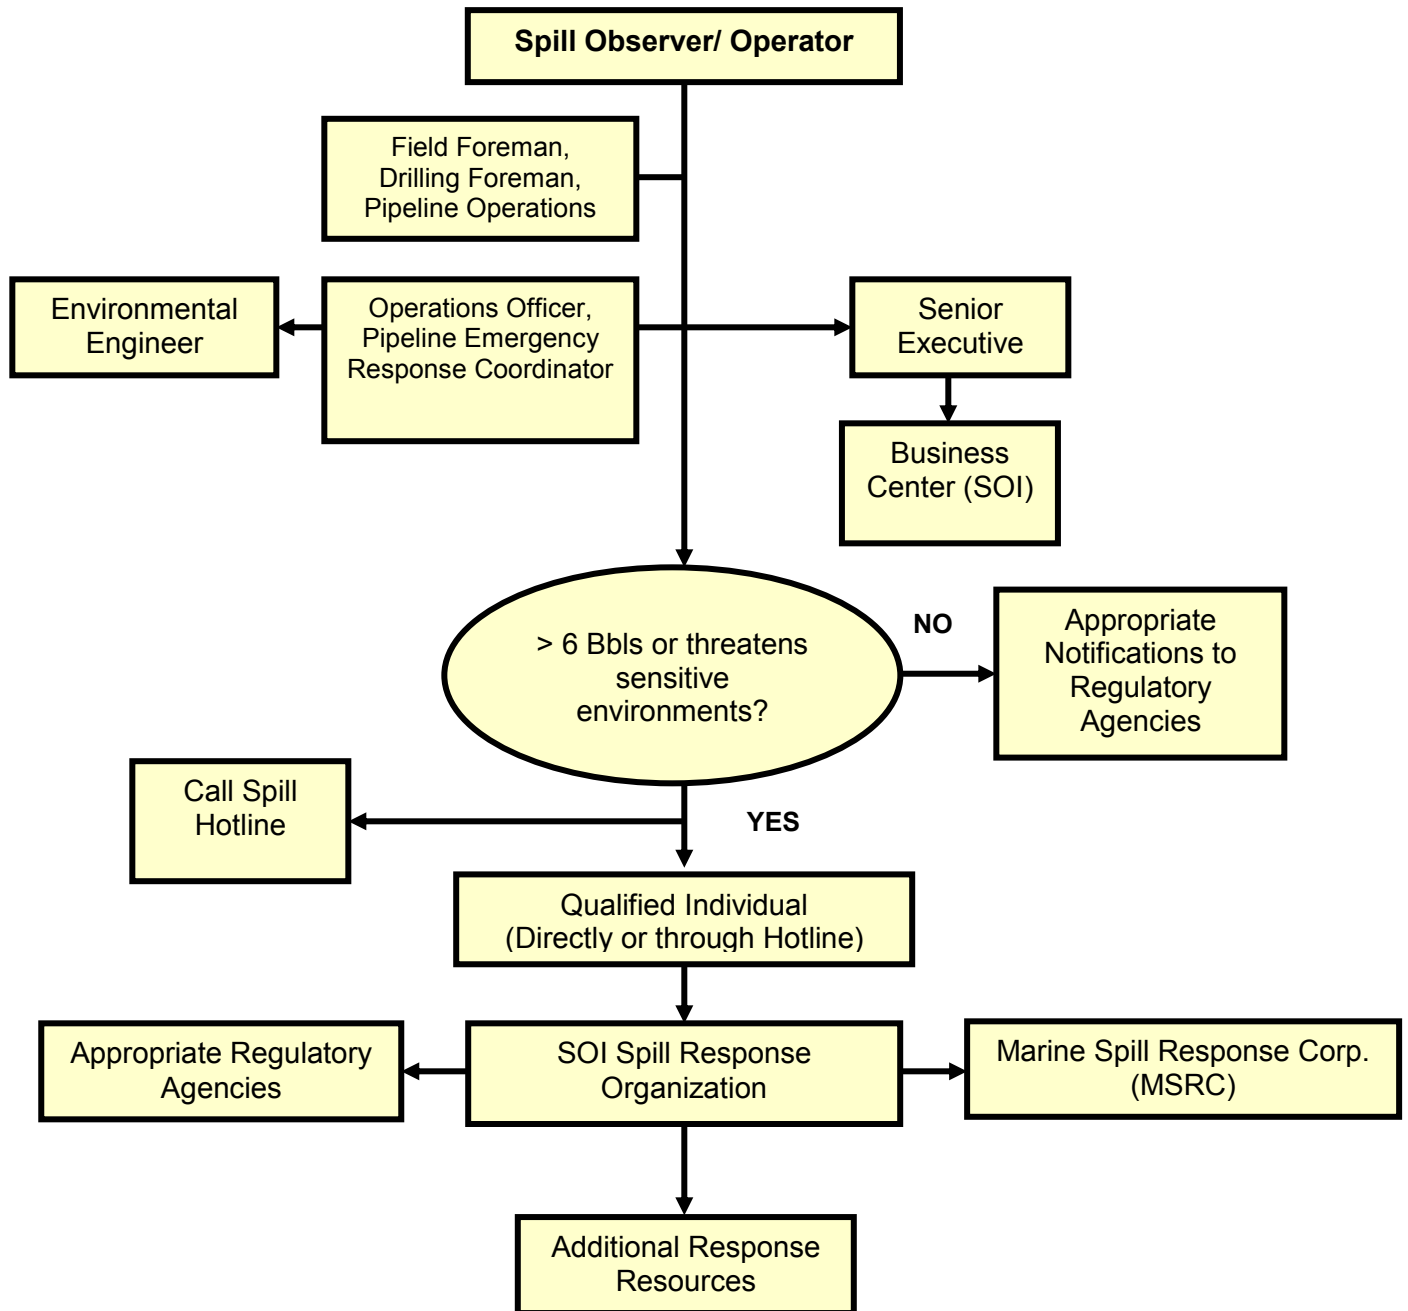 Spill Observer/ Operator
Field Foreman,
Drilling Foreman,
Pipeline Operations
Environmental
Engineer
Operations Officer,
Pipeline Emergency
Response Coordinator
Senior
Executive
Business
Center (SOI)
> 6 Bbls or threatens
sensitive
environments?
NO
Appropriate
Notifications to
Regulatory
Agencies
Call Spill
Hotline
YES
Qualified Individual
(Directly or through Hotline)
Appropriate Regulatory
Agencies
SOI Spill Response
Organization
Marine Spill Response Corp.
(MSRC)
Additional Response
Resources